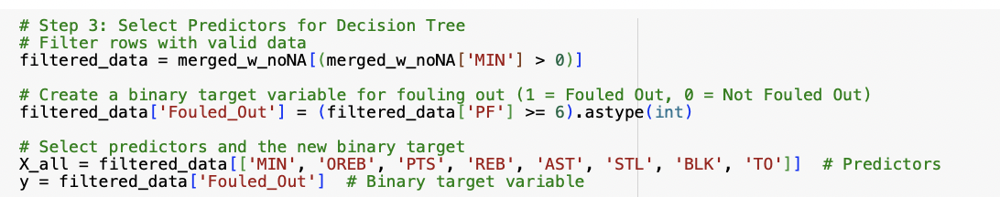 # Step 3: Select Predictors for Decision Tree
# Filter rows with valid data
filtered_data = merged_w_noNA[(merged_w_noNA['MIN'] > 0)]
# Create a binary target variable for fouling out (1 = Fouled Out, 0 = Not Fouled Out)
filtered_data['Fouled_Out'] = (filtered_data['PF'] >= 6).astype(int)
# Select predictors and the new binary target
X_all = filtered_data[['MIN', 'OREB', 'PTS', 'REB', 'AST', 'STL', 'BLK', 'TO']]  # Predictors
y = filtered_data['Fouled_Out']  # Binary target variable